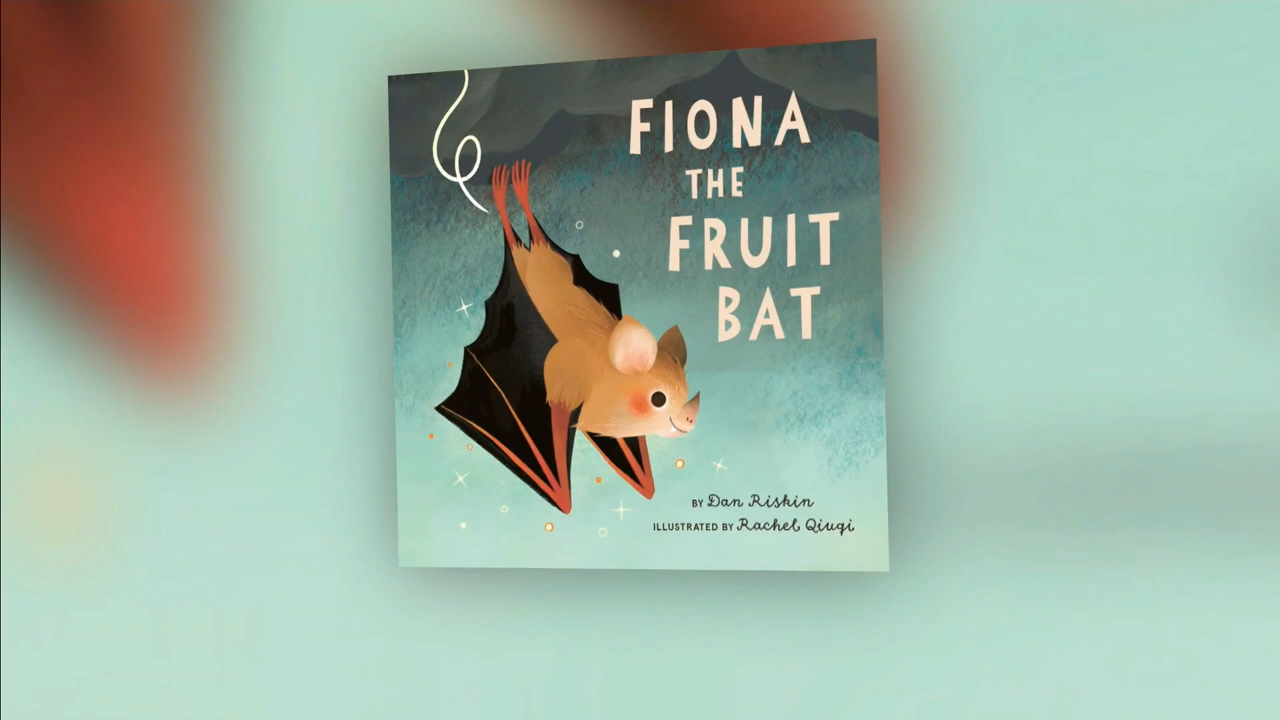 FIONA
THE
FRUIT
BAT
BY Dan Riskin
ILLUSTRATED BY Rachel Qiuqi